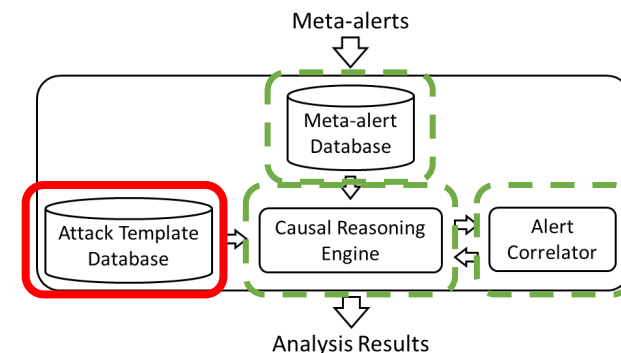 Meta-alerts
Meta-alert
Database
Attack Template
Database
Causal Reasoning
Engine
Alert
Correlator
Analysis Results